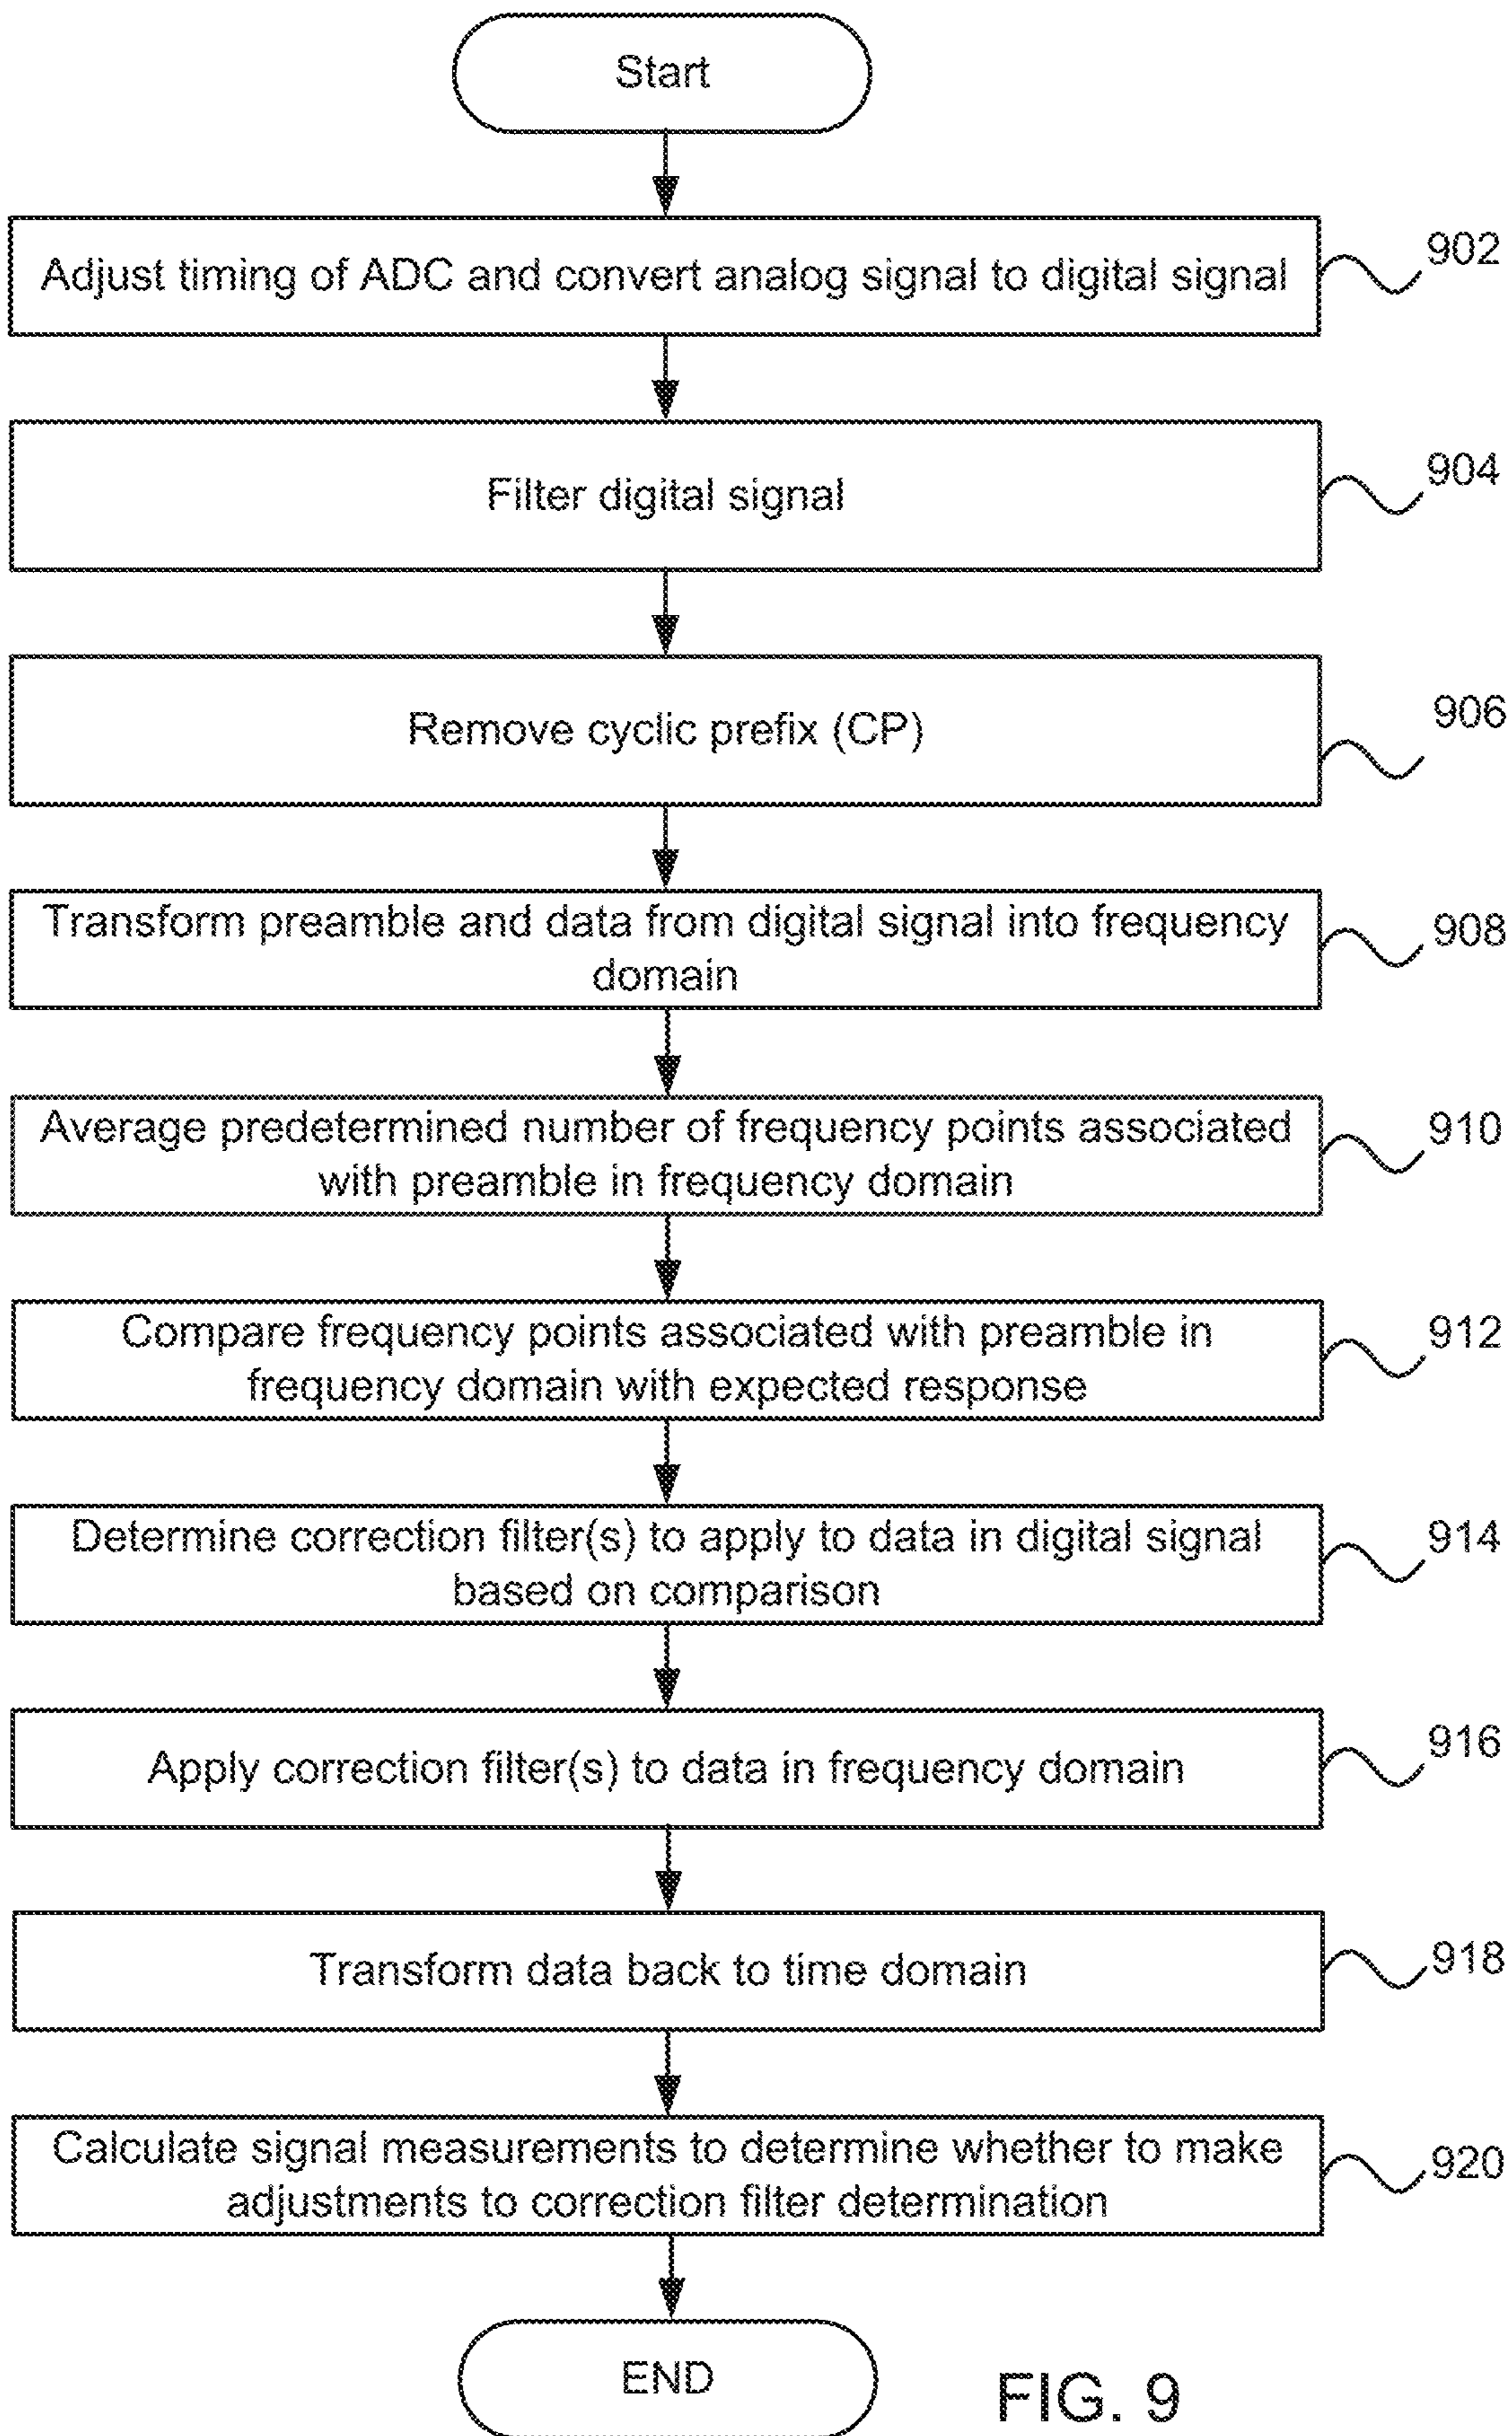 Start
Adjust timing of ADC and convert analog signal to digital signal
902
Filter digital signal
904
Remove cyclic prefix (CP)
906
Transform preamble and data from digital signal into frequency
domain
908
Average predetermined number of frequency points associated
with preamble in frequency domain
910
Compare frequency points associated with preamble in
frequency domain with expected response
912
Determine correction filter(s) to apply to data in digital signal
based on comparison
914
Apply correction filter(s) to data in frequency domain
916
Transform data back to time domain
918
Calculate signal measurements to determine whether to make
adjustments to correction filter determination
920
END
FIG. 9